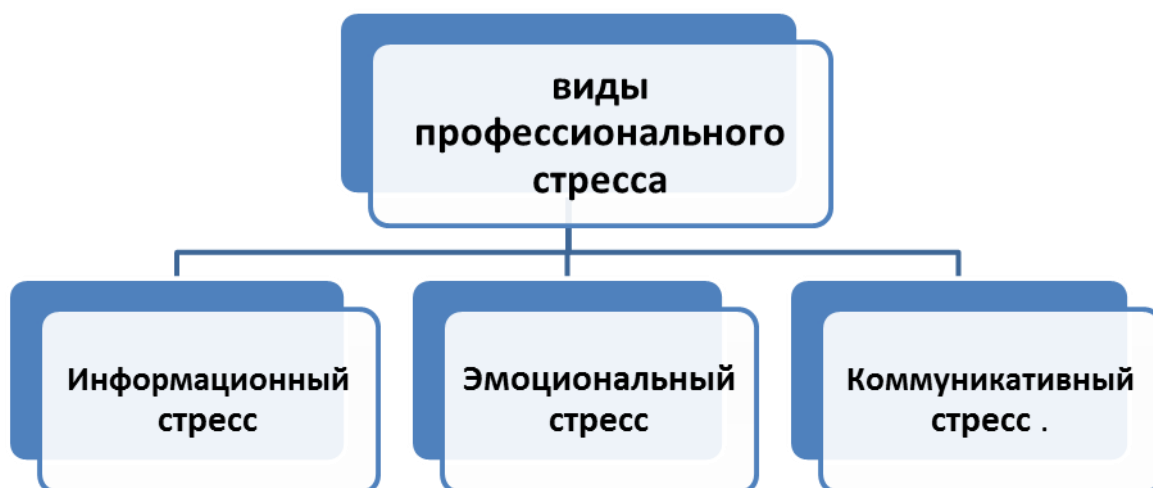 виды
профессионального
стресса
Информационный
стресс
Эмоциональный
стресс
Коммуникативный
стресс .